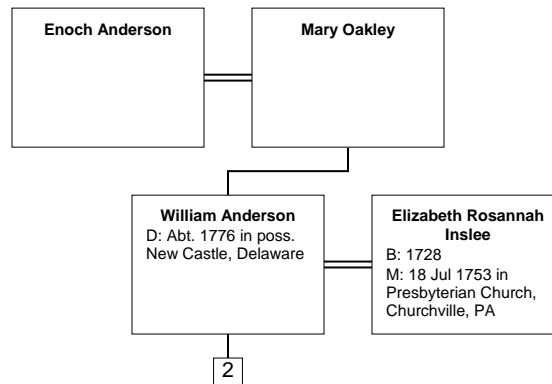 Enoch Anderson
Mary Oakley
William Anderson
D: Abt. 1776 in poss.
New Castle, Delaware
Elizabeth Rosannah
Inslee
B: 1728
M: 18 Jul 1753 in
Presbyterian Church,
Churchville, PA
2